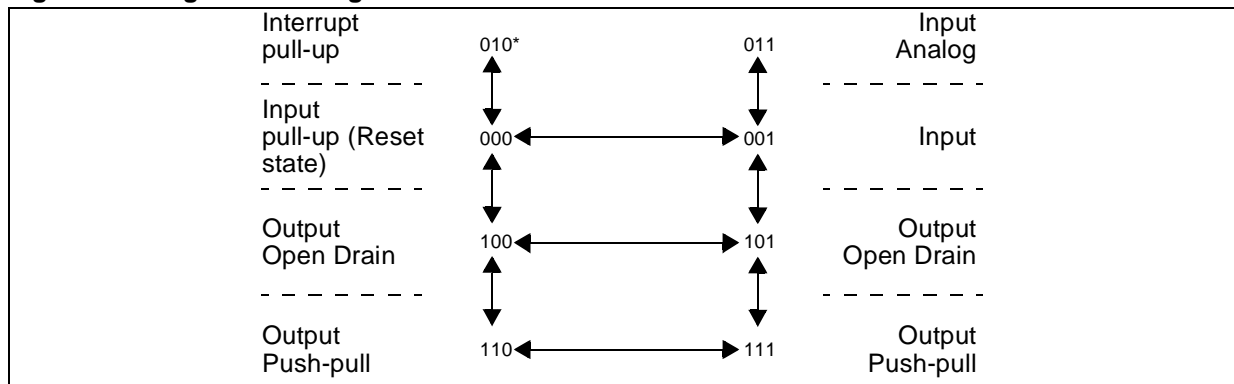 Interrupt
pull-up
010*
011
Input
Analog
Input
pull-up (Reset
state)
000
001
Input
Output
Open Drain
100
101
Output
Open Drain
Output
Push-pull
110
111
Output
Push-pull